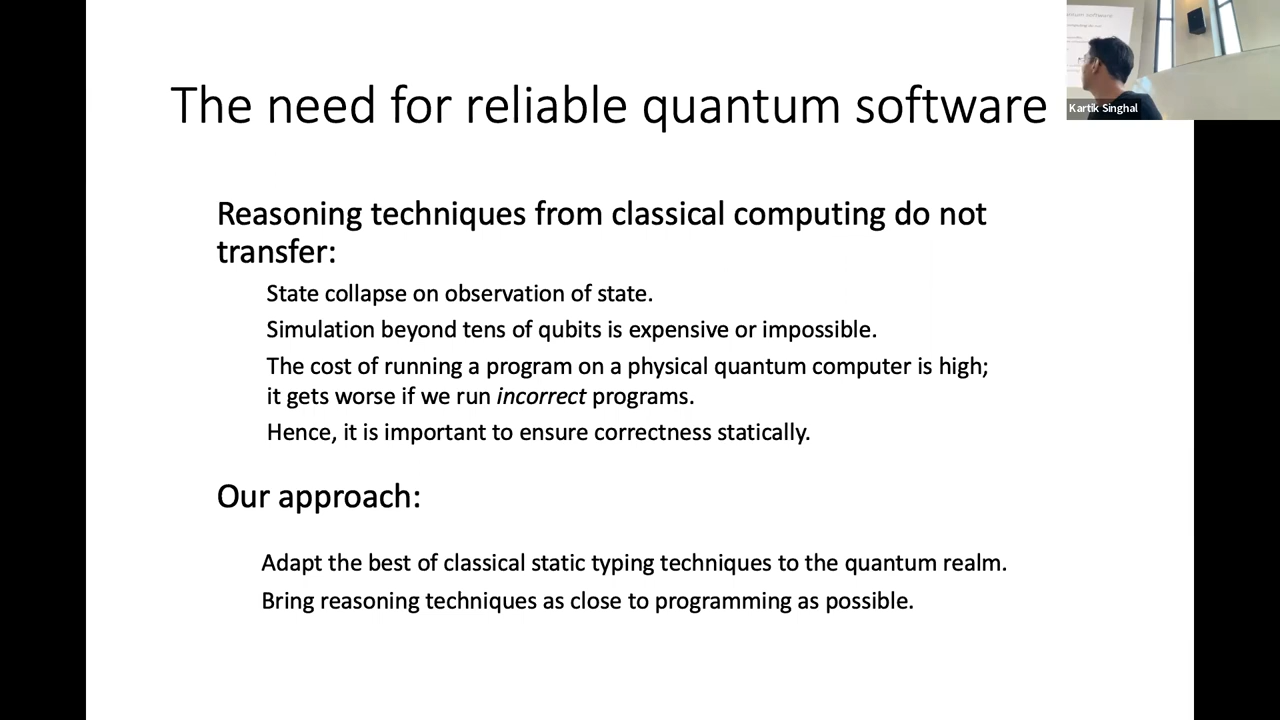 The need for reliable quantum software
Kartik Singhal
Reasoning techniques from classical computing do not
transfer:
State collapse on observation of state.
Simulation beyond tens of qubits is expensive or impossible.
The cost of running a program on a physical quantum computer is high;
it gets worse if we run incorrect programs.
Hence, it is important to ensure correctness statically.
Our approach:
Adapt the best of classical static typing techniques to the quantum realm.
Bring reasoning techniques as close to programming as possible.